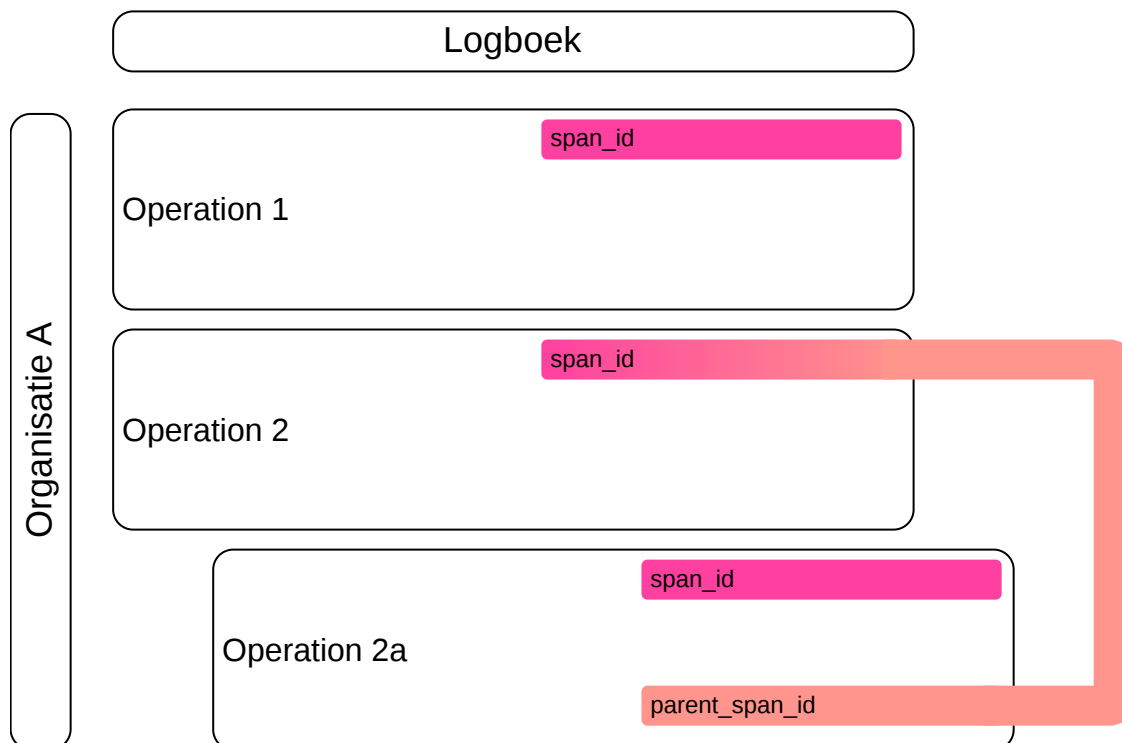 Logboek
Organisatie A
span_id
Operation 1
span_id
Operation 2
span_id
Operation 2a
parent_span_id